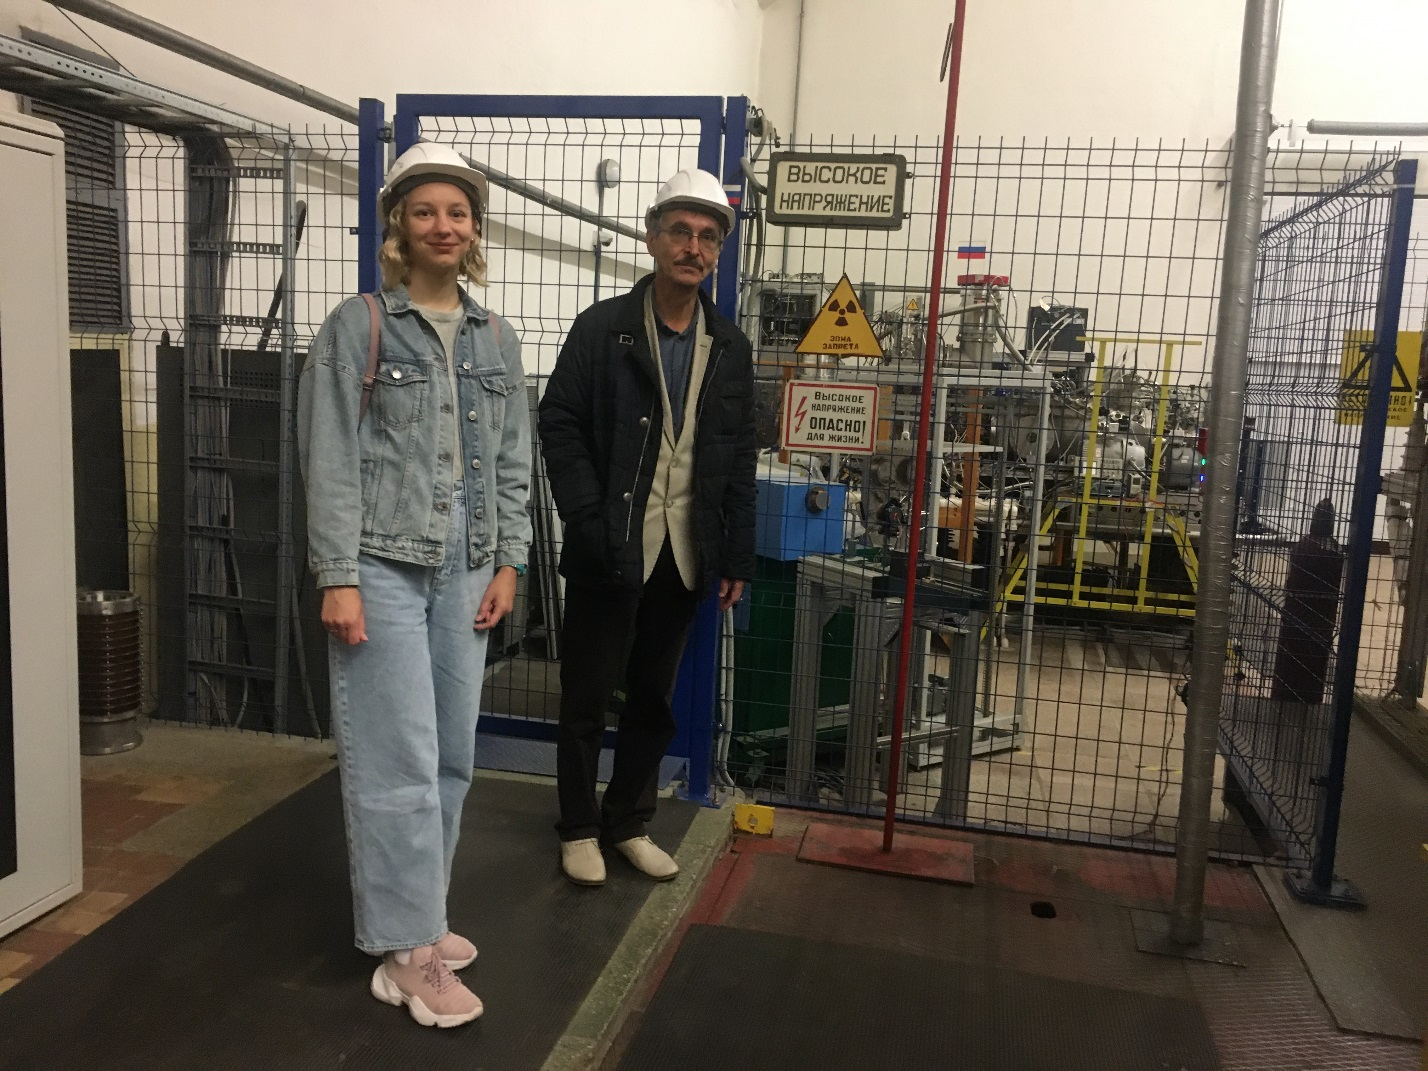 ВЫСОКОЕ
НАПРЯЖЕНИЕ
ЗОНА
ЗАПРЕТА
ВЫСОКОЕ
НАПРЯЖЕНИЕ
ОПАСНО!
ДЛЯ ЖИЗНИ!